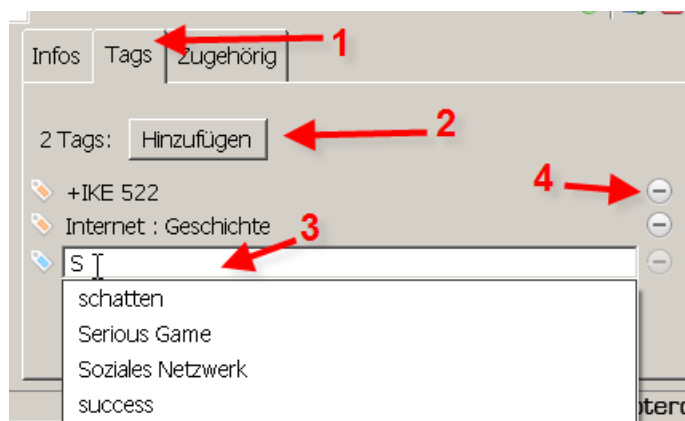 Infos Tags Zugehörig 1
2 Tags: Hinzufügen 2
+IKE 522 4
Internet : Geschichte 3
S
schatten
Serious Game
Soziales Netzwerk
success